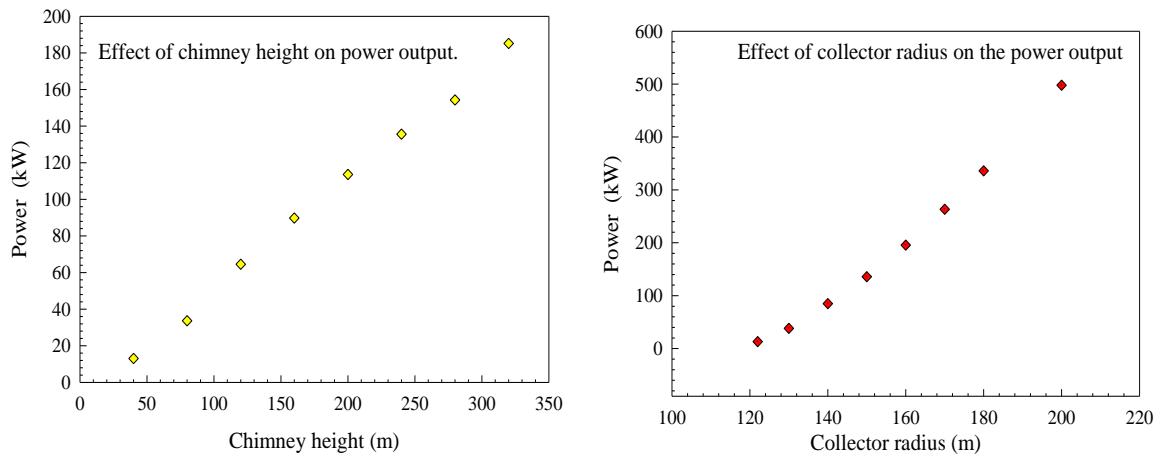 Effect of chimney height on power output.
Power (kW)
200
180
160
140
120
100
80
60
40
20
0
0 50 100 150 200 250 300 350
Chimney height (m)
Effect of collector radius on the power output
Power (kW)
600
500
400
300
200
100
0
100 120 140 160 180 200 220
Collector radius (m)